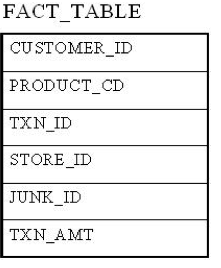 FACT_TABLE
CUSTOMER_ID
PRODUCT_CD
TXN_ID
STORE_ID
JUNK_ID
TXN_AMT